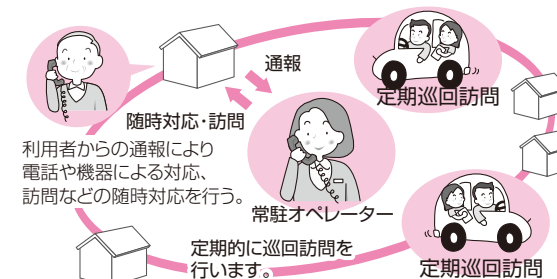 通報
定期巡回訪問
随時対応・訪問
利用者からの通報により
電話や機器による対応、
訪問などの随時対応を行う。
常駐オペレーター
定期的に巡回訪問を
行います。
定期巡回訪問